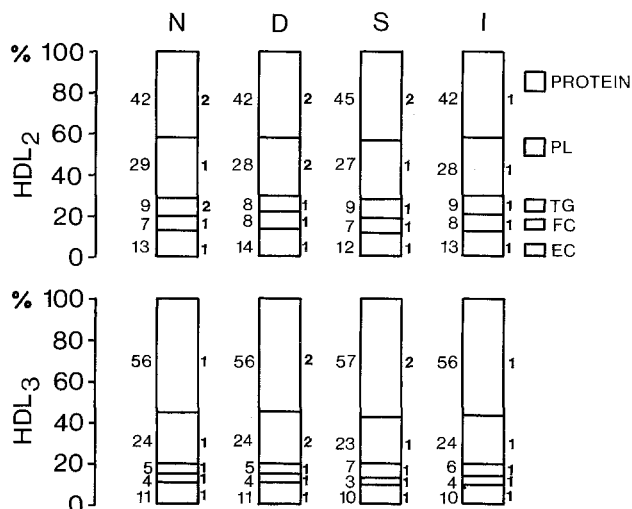 N D S I
% 100
80
60
40
20
0
HDL2
42 2 42 2 45 2 42 1
29 1 28 2 27 1 28 1
9 2 8 1 9 1 9 1
7 1 8 1 7 1 8 1
13 1 14 1 12 1 13 1
PROTEIN
PL
TG
FC
EC
% 100
80
60
40
20
0
HDL3
56 1 56 2 57 2 56 1
24 1 24 2 23 1 24 1
5 1 5 1 7 1 6 1
4 1 4 1 3 1 4 1
11 1 11 1 10 1 10 1